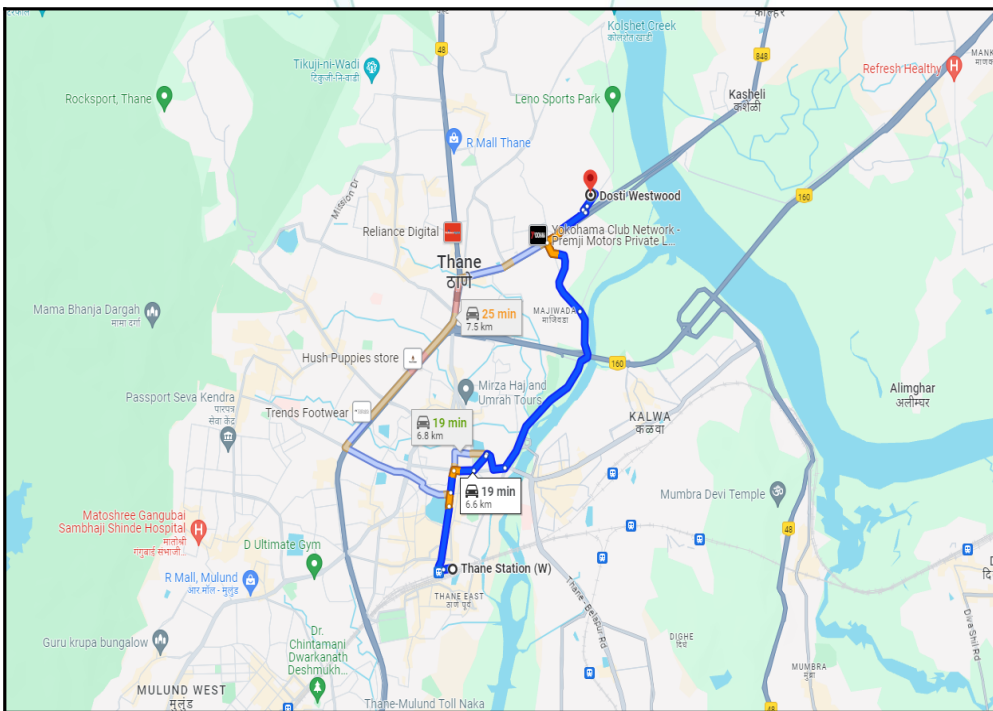 Kolshet Creek
कोलशेत खाडी
48
848
Tikuji-ni-Wadi
टिकुजी-नि-वाडी
Refresh Healthy
H
Kasheli
कशेळी
Rocksport, Thane
Leno Sports Park
R Mall Thane
160
Dosti Westwood
Mission Dr
Reliance Digital
Yokohama Club Network -
Premji Motors Private L...
Thane
ठाणे
Mama Bhanja Dargah
मामा दर्गा
25 min
7.5 km
MAJIWADA
माजिवडा
Hush Puppies store
160
Mirza Haj and
Umrah Tours
Alimghar
अलीम्घर
Passport Seva Kendra
पारपत्र
सेवा केंद्र
Trends Footwear
KALWA
कळवा
19 min
6.8 km
19 min
6.6 km
Mumbra Devi Temple
Matoshree Gangubai
Sambhaji Shinde Hospital
मातोश्री
गंगुबाई संभाजी...
H
48
D Ultimate Gym
R Mall, Mulund
आर मॉल - मुलुंड
Thane Station (W)
THANE EAST
ठाणे पूर्व
Thane - Belapur Rd
Guru krupa bungalow
Dr.
Chintamani
Dwarkanath
Deshmukh...
DIGHE
दिघे
Diva Shil Rd
MUMBRA
मुंब्रा
MULUND WEST
मुलुंड
Thane-Mulund Toll Naka
48